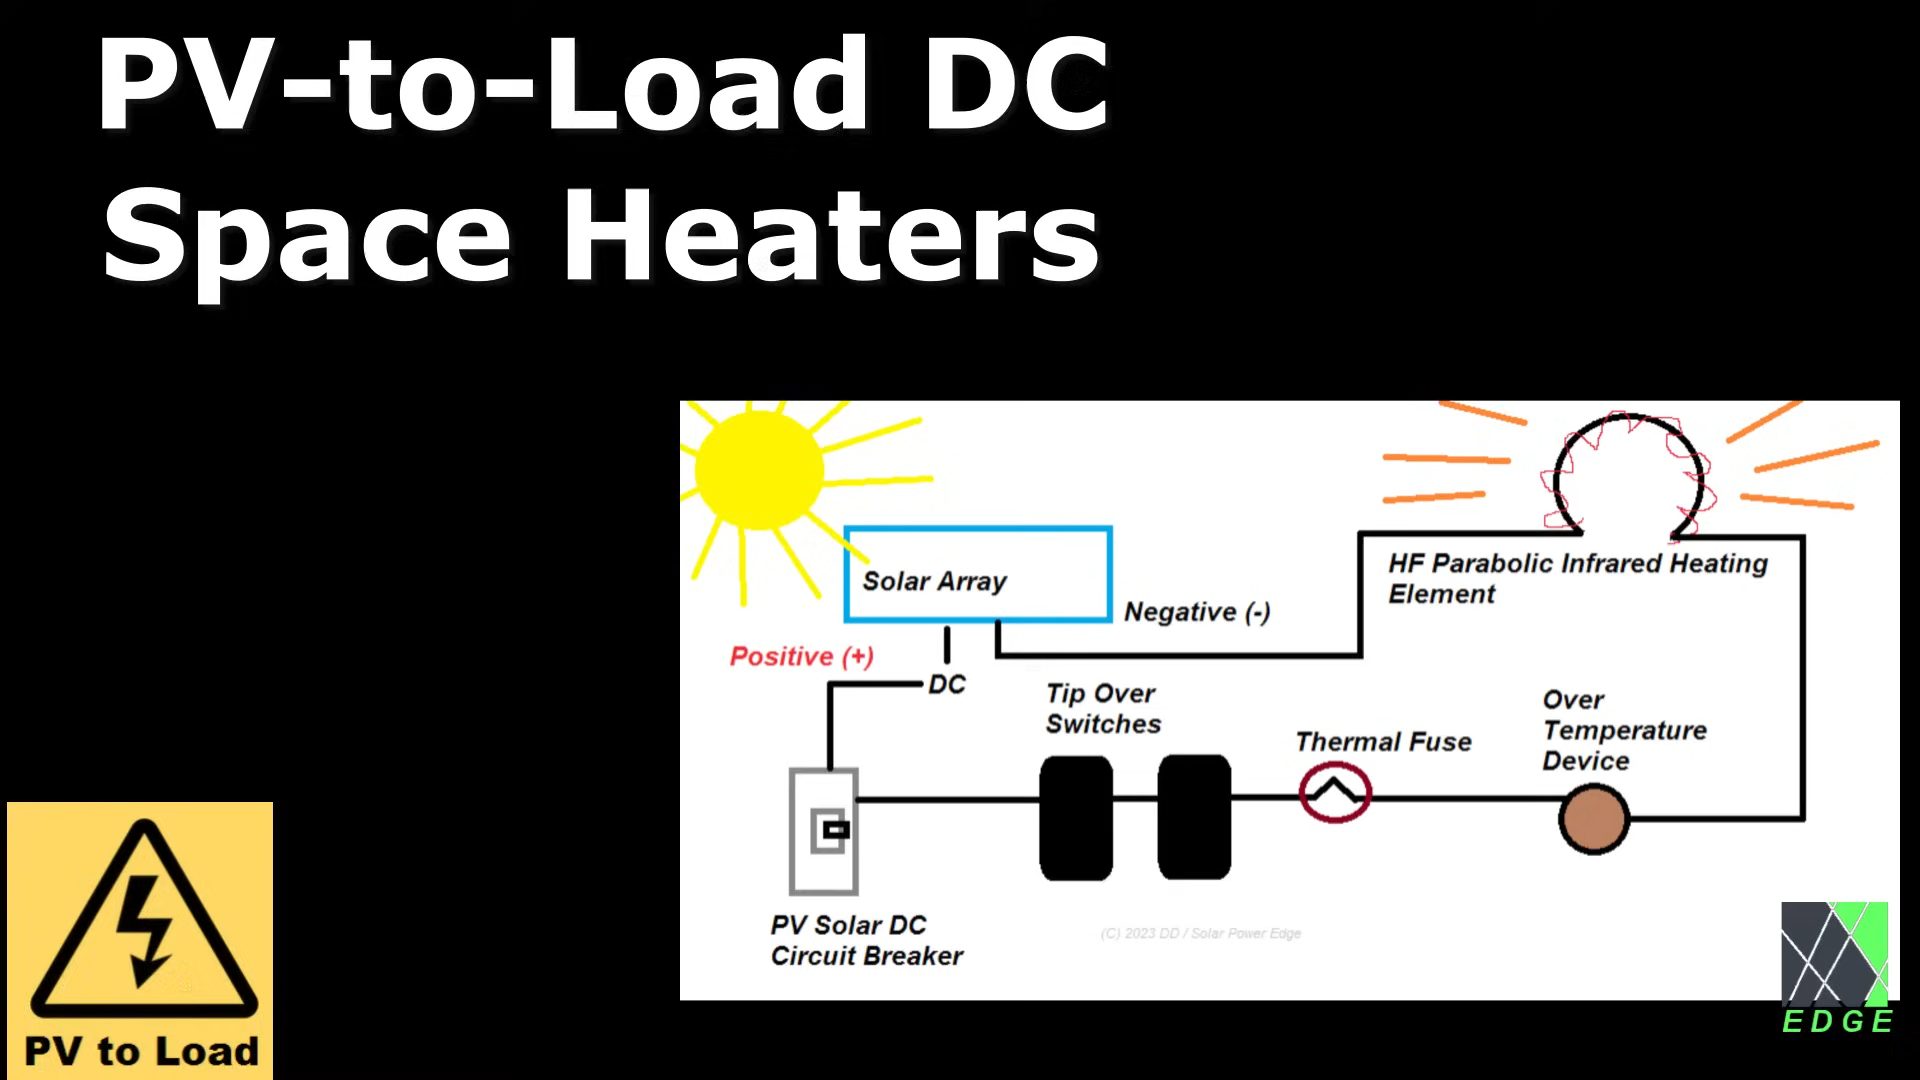 PV-to-Load DC
Space Heaters
Solar Array
HF Parabolic Infrared Heating
Element
Negative (-)
Positive (+)
DC
Tip Over
Switches
Thermal Fuse
Over
Temperature
Device
PV Solar DC
Circuit Breaker
(C) 2023 DD / Solar Power Edge
EDGE
PV to Load